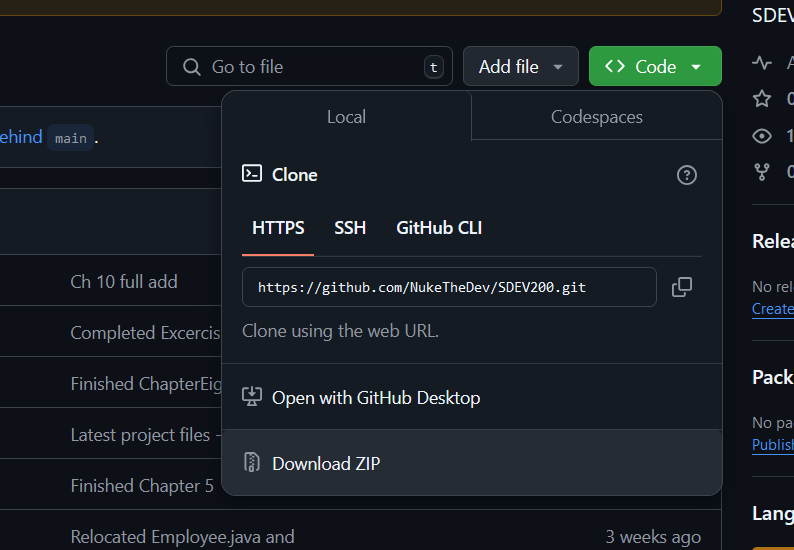 SDEV
Go to file
t
Add file
Code
Local
Codespaces
ehind main.
Clone
HTTPS
SSH
GitHub CLI
https://github.com/NukeTheDev/SDEV200.git
Clone using the web URL.
Open with GitHub Desktop
Download ZIP
Ch 10 full add
Completed Excercis
Finished ChapterEig
Latest project files -
Finished Chapter 5
Relocated Employee.java and
3 weeks ago
A
0
1
0
Relea
No rel
Create
Pack
No pa
Publish
Lang